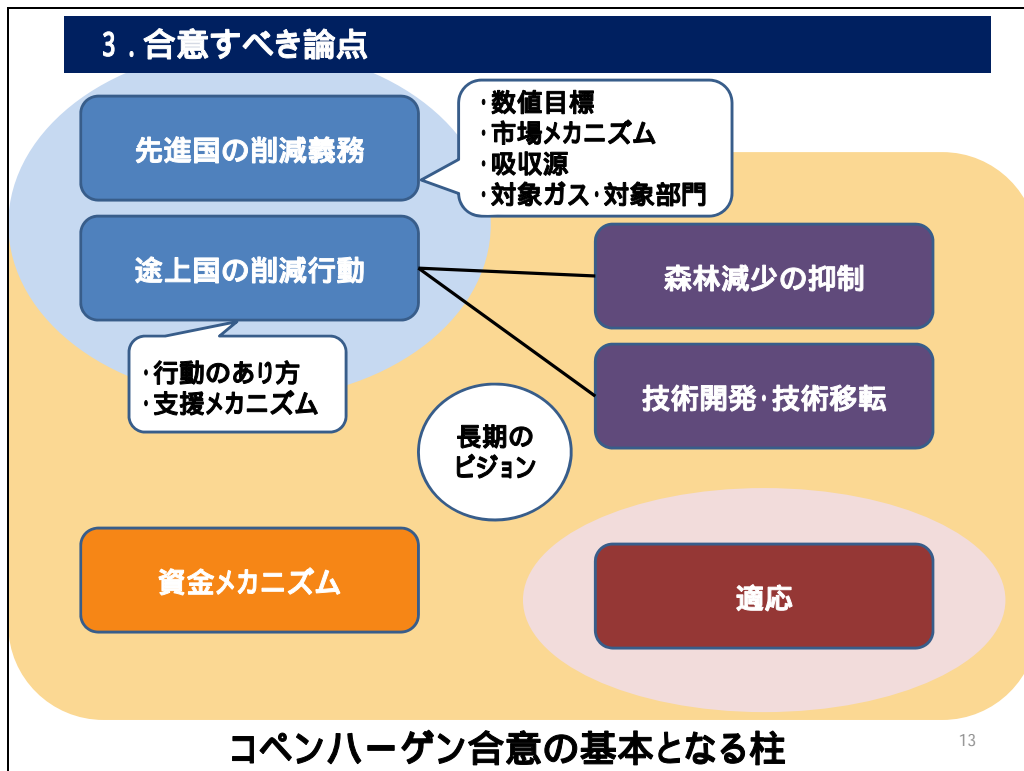 3．合意すべき論点
先進国の削減義務
・数値目標
・市場メカニズム
・吸収源
・対象ガス・対象部門
途上国の削減行動
・行動のあり方
・支援メカニズム
森林減少の抑制
技術開発・技術移転
長期の
ビジョン
資金メカニズム
適応
コペンハーゲン合意の基本となる柱
13